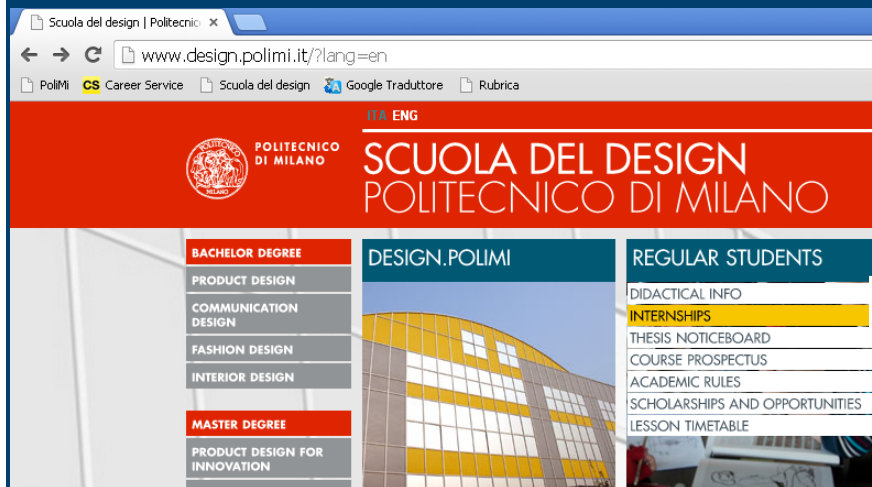 Scuola del design | Politecnic
www.design.polimi.it/?lang=en
PoliMi CS Career Service Scuola del design Google Traduttore Rubrica
ITA ENG
POLITECNICO
DI MILANO
POLITECNICO
MILANO
SCUOLA DEL DESIGN
POLITECNICO DI MILANO
BACHELOR DEGREE
PRODUCT DESIGN
COMMUNICATION
DESIGN
FASHION DESIGN
INTERIOR DESIGN
MASTER DEGREE
PRODUCT DESIGN FOR
INNOVATION
DESIGN.POLIMI
REGULAR STUDENTS
DIDACTICAL INFO
INTERNSHIPS
THESIS NOTICEBOARD
COURSE PROSPECTUS
ACADEMIC RULES
SCHOLARSHIPS AND OPPORTUNITIES
LESSON TIMETABLE